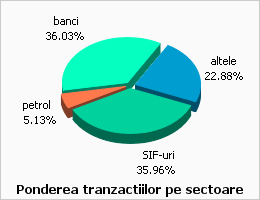 banci
36.03%
altele
22.88%
petrol
5.13%
SIF-uri
35.96%
Ponderea tranzactiilor pe sectoare